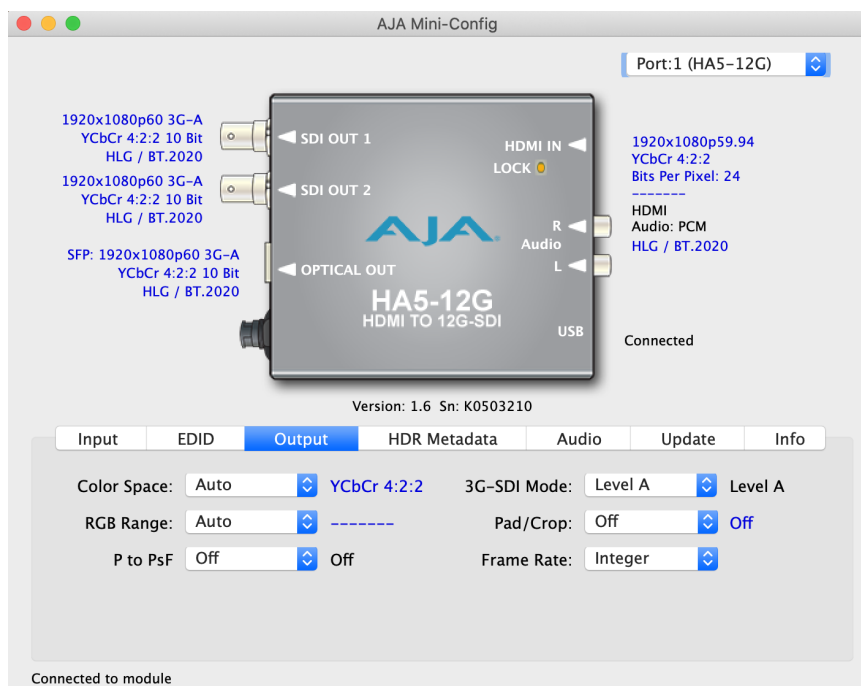 AJA Mini-Config
Port:1 (HA5-12G)
1920x1080p60 3G-A
YCbCr 4:2:2 10 Bit
HLG / BT.2020
1920x1080p60 3G-A
YCbCr 4:2:2 10 Bit
HLG / BT.2020
SFP: 1920x1080p60 3G-A
YCbCr 4:2:2 10 Bit
HLG / BT.2020
SDI OUT 1
SDI OUT 2
OPTICAL OUT
HDMI IN
LOCK
AJA
R
Audio
L
HA5-12G
HDMI TO 12G-SDI
USB
1920x1080p59.94
YCbCr 4:2:2
Bits Per Pixel: 24
-------
HDMI
Audio: PCM
HLG / BT.2020
Connected
Version: 1.6 Sn: K0503210
Input EDID Output HDR Metadata Audio Update Info
Color Space: Auto YCbCr 4:2:2 3G-SDI Mode: Level A Level A
RGB Range: Auto ------- Pad/Crop: Off Off
P to PsF Off Off Frame Rate: Integer
Connected to module